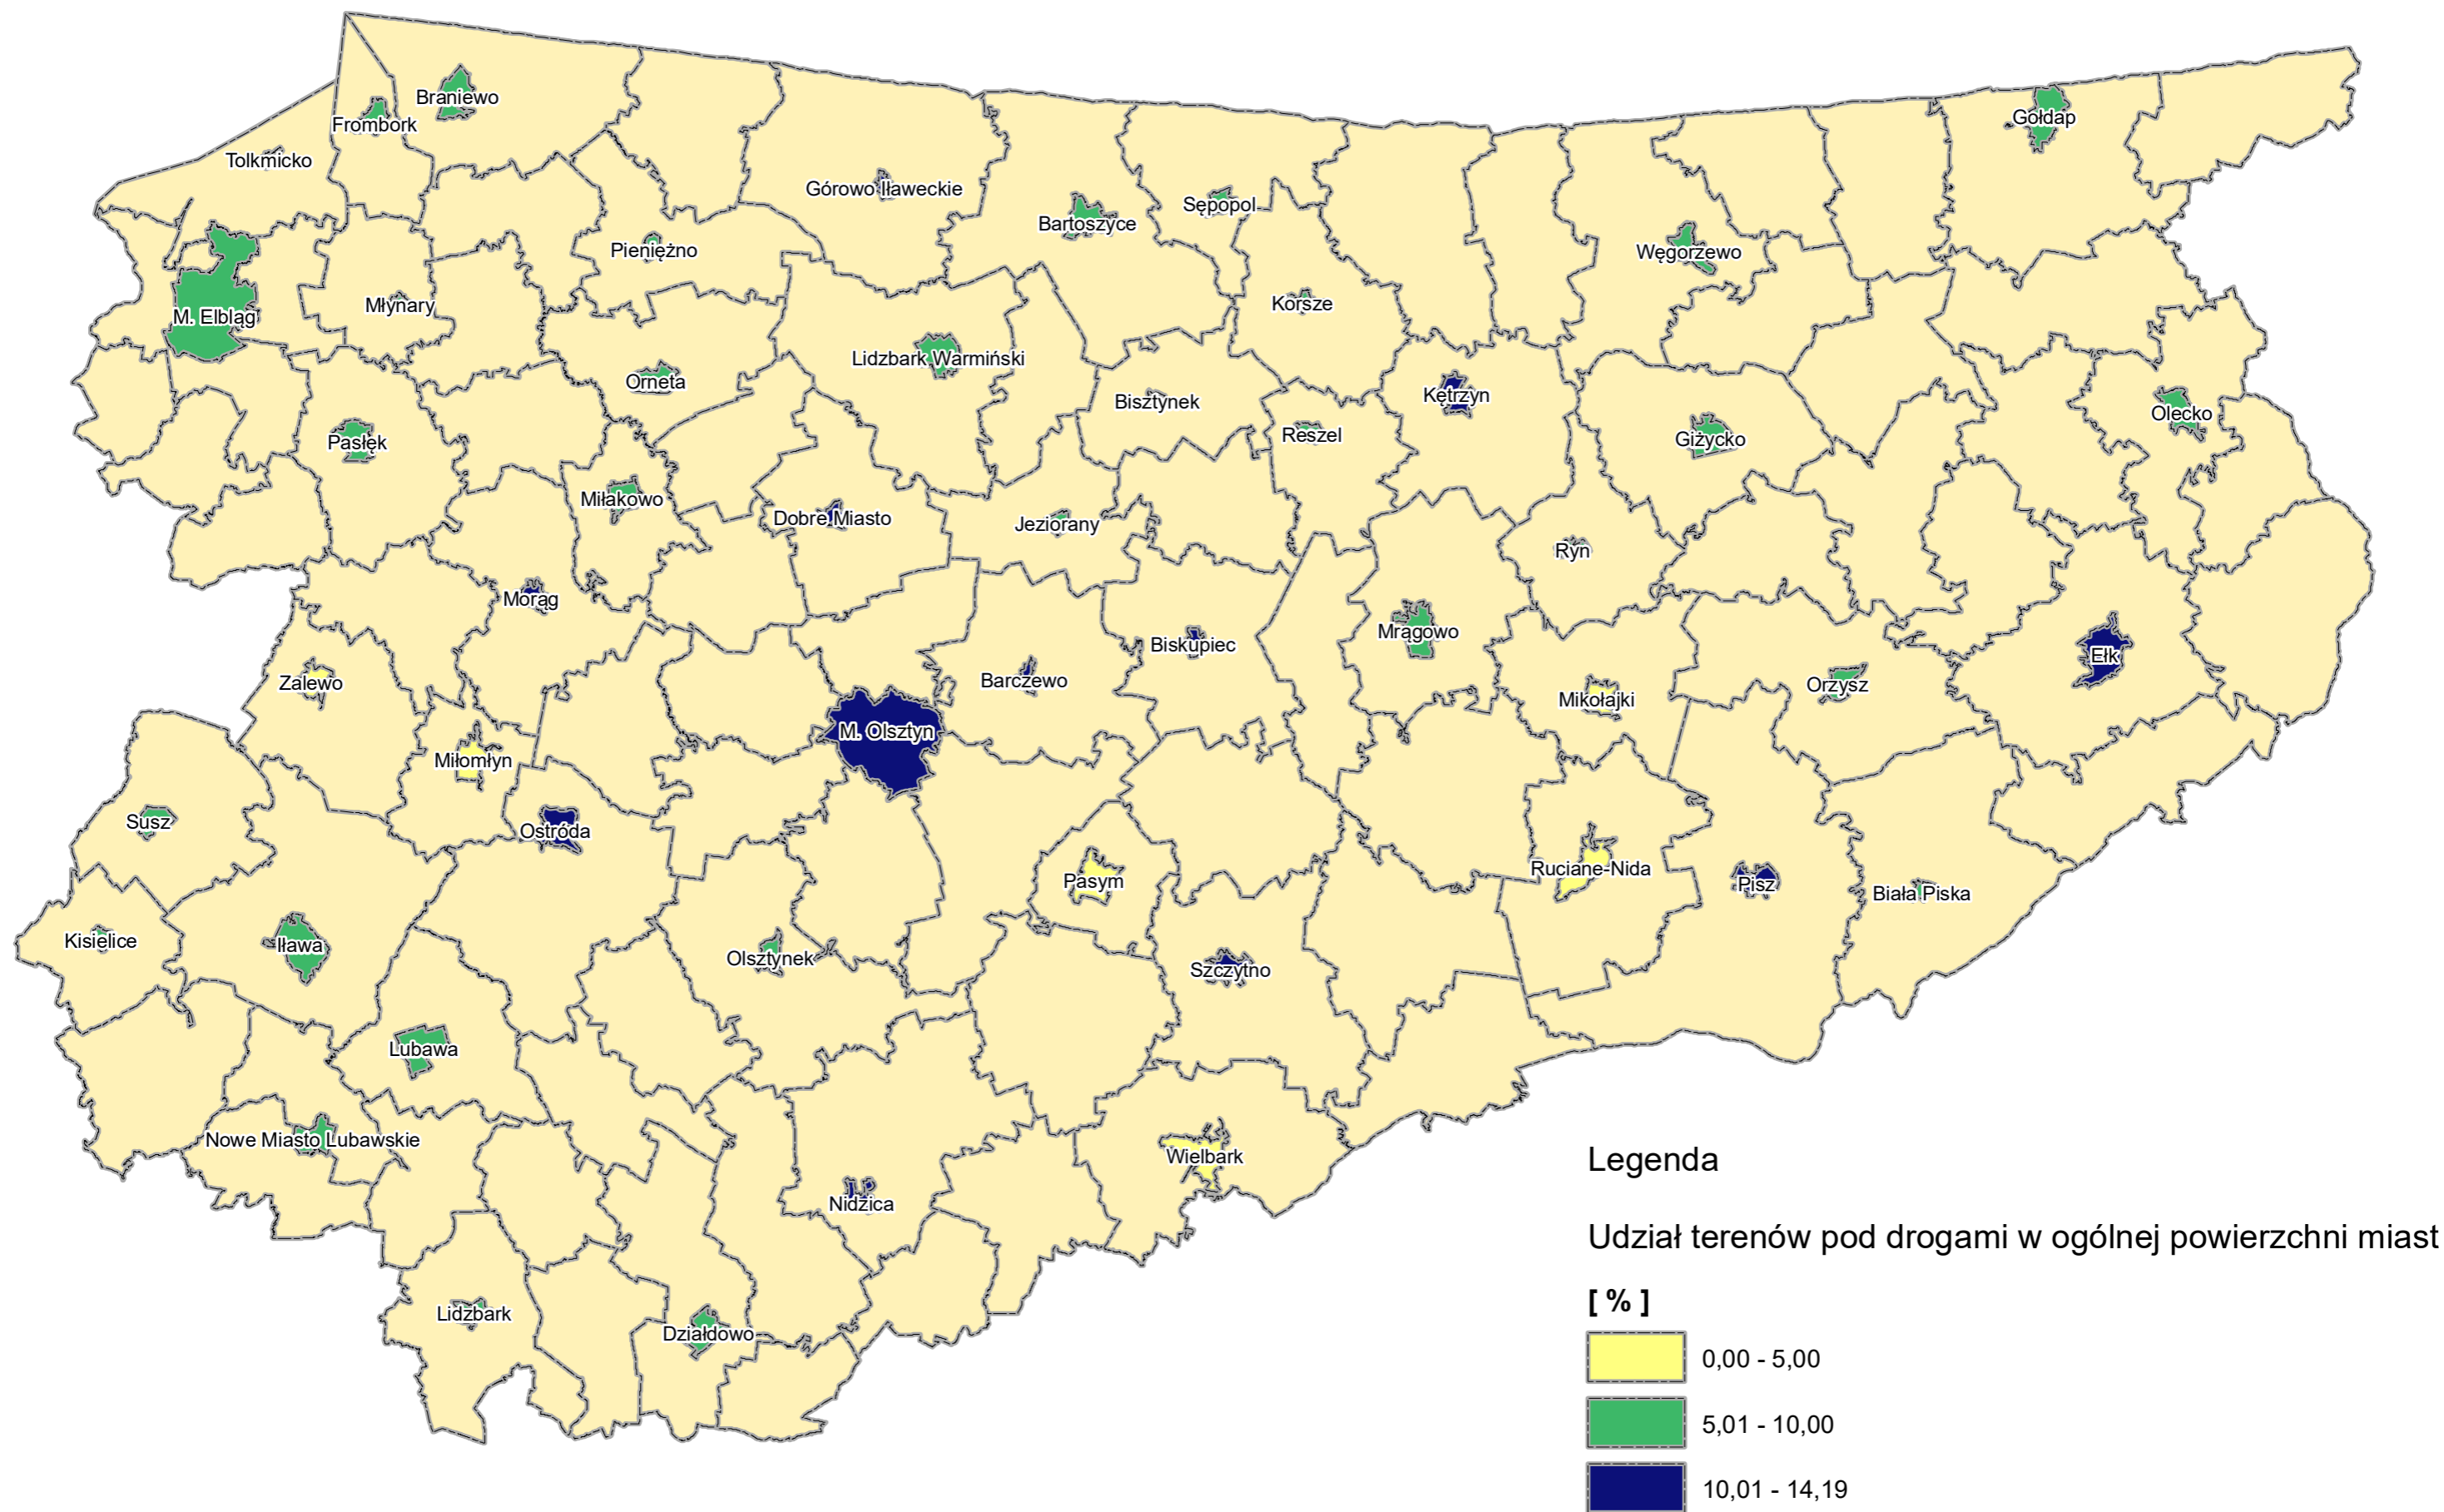 Braniewo
Frombork
Gołdap
Tolkmicko
Górowo Iławeckie
Sępopol
Bartoszyce
Pieniężno
Węgorzewo
Młynary
Korsze
M. Elbląg
Lidzbark Warmiński
Orneta
Kętrzyn
Bisztynek
Olecko
Reszel
Giżycko
Pasłęk
Miłakowo
Dobre Miasto
Jeziorany
Ryn
Morąg
Mrągowo
Biskupiec
Ełk
Barczewo
Zalewo
Orzysz
Mikołajki
M. Olsztyn
Miłomłyn
Susz
Ostróda
Ruciane-Nida
Pasym
Pisz
Biała Piska
Kisielice
Iława
Olsztynek
Szczytno
Lubawa
Nowe Miasto Lubawskie
Wielbark
Nidzica
Lidzbark
Działdowo
Legenda
Udział terenów pod drogami w ogólnej powierzchni miast
[ % ]
0,00 - 5,00
5,01 - 10,00
10,01 - 14,19